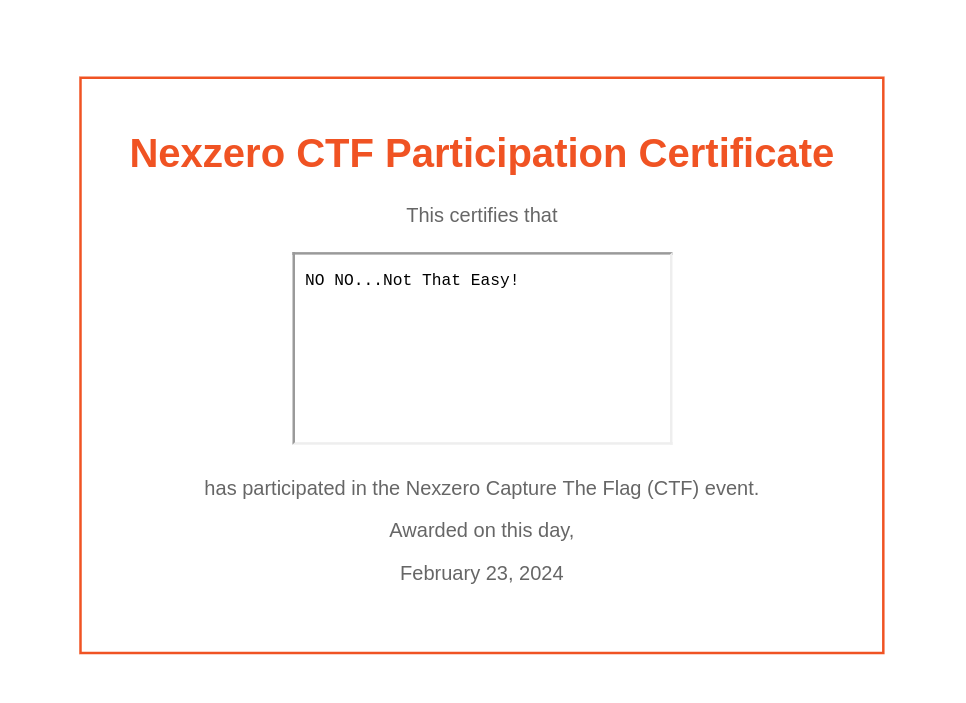 Nexzero CTF Participation Certificate
This certifies that
NO NO...Not That Easy!
has participated in the Nexzero Capture The Flag (CTF) event.
Awarded on this day,
February 23, 2024